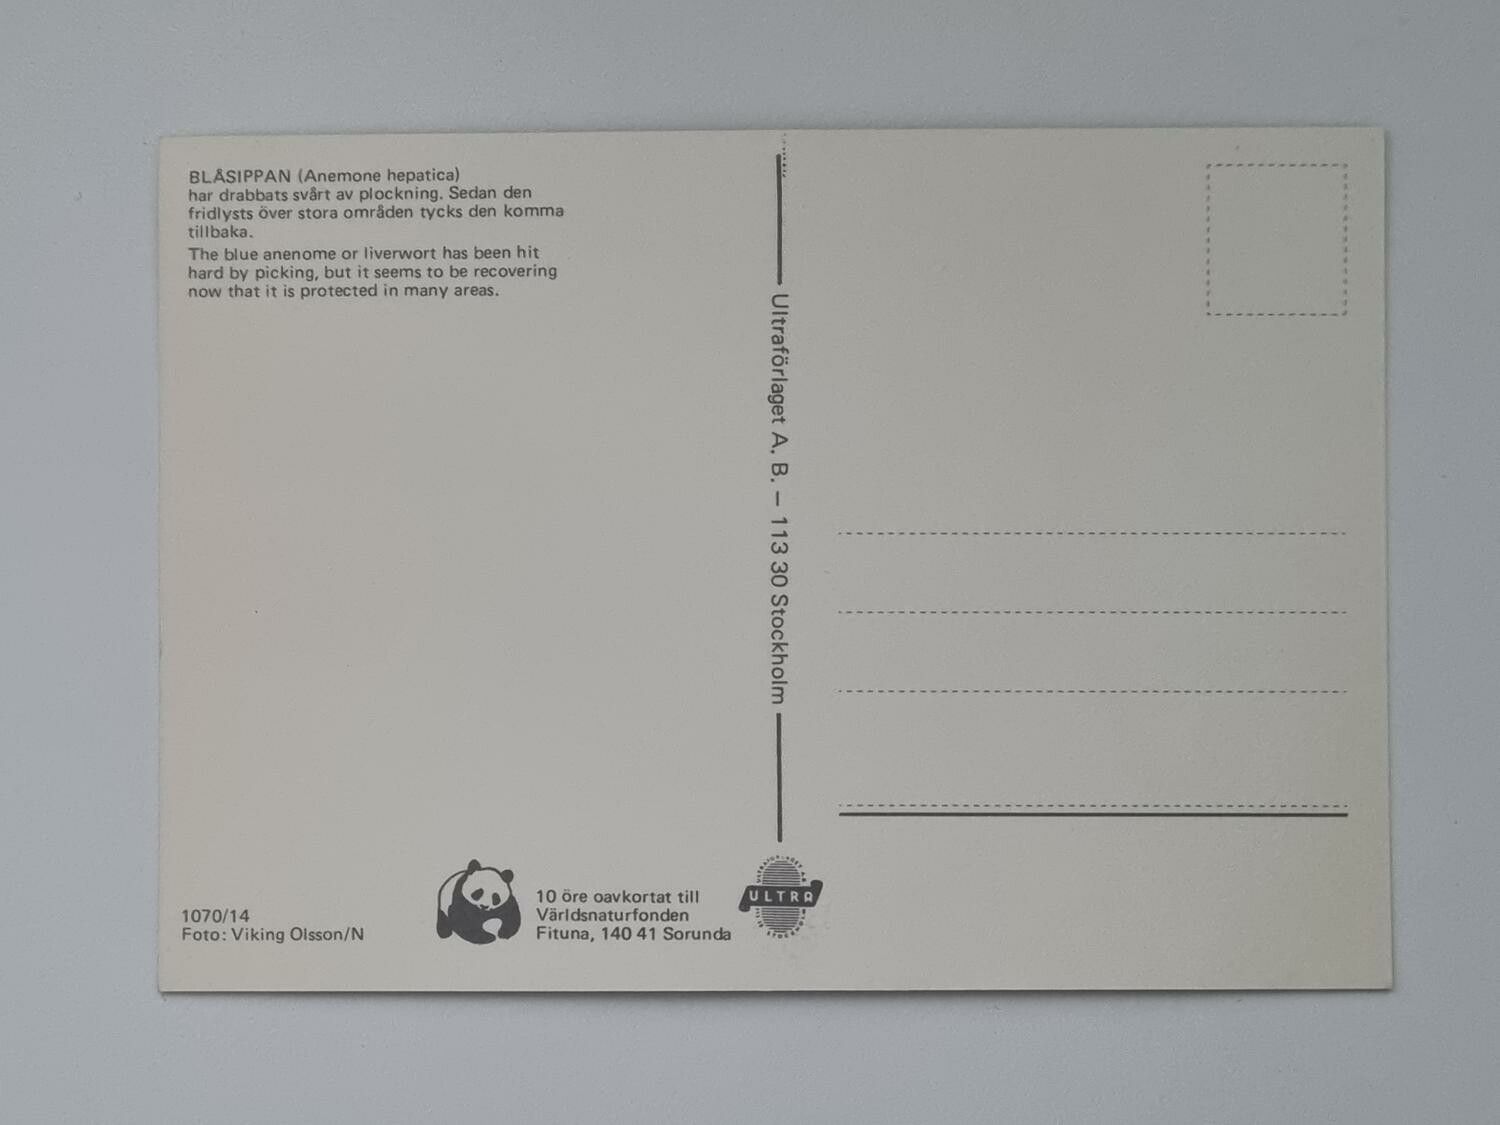 BLÅSIPPAN (Anemone hepatica)
har drabbats svårt av plockning. Sedan den
fridlysts över stora områden tycks den komma
tillbaka.
The blue anenome or liverwort has been hit
hard by picking, but it seems to be recovering
now that it is protected in many areas.
Ultraförlaget A. B. – 113 30 Stockholm
1070/14
Foto: Viking Olsson/N
10 öre oavkortat till
Världsnaturfonden
Fituna, 140 41 Sorunda
ULTRA